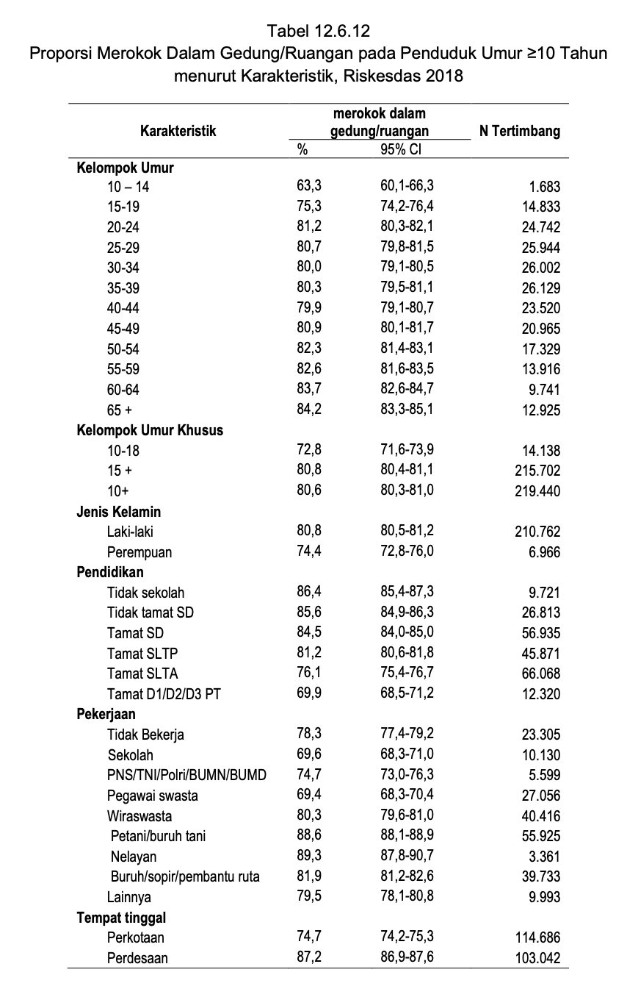 Tabel 12.6.12
Proporsi Merokok Dalam Gedung/Ruangan pada Penduduk Umur ≥10 Tahun
menurut Karakteristik, Riskesdas 2018
Karakteristik merokok dalam gedung/ruangan N Tertimbang
% 95% CI
Kelompok Umur
10 – 14 63,3 60,1-66,3 1.683
15-19 75,3 74,2-76,4 14.833
20-24 81,2 80,3-82,1 24.742
25-29 80,7 79,8-81,5 25.944
30-34 80,0 79,1-80,5 26.002
35-39 80,3 79,5-81,1 26.129
40-44 79,9 79,1-80,7 23.520
45-49 80,9 80,1-81,7 20.965
50-54 82,3 81,4-83,1 17.329
55-59 82,6 81,6-83,5 13.916
60-64 83,7 82,6-84,7 9.741
65 + 84,2 83,3-85,1 12.925
Kelompok Umur Khusus
10-18 72,8 71,6-73,9 14.138
15 + 80,8 80,4-81,1 215.702
10+ 80,6 80,3-81,0 219.440
Jenis Kelamin
Laki-laki 80,8 80,5-81,2 210.762
Perempuan 74,4 72,8-76,0 6.966
Pendidikan
Tidak sekolah 86,4 85,4-87,3 9.721
Tidak tamat SD 85,6 84,9-86,3 26.813
Tamat SD 84,5 84,0-85,0 56.935
Tamat SLTP 81,2 80,6-81,8 45.871
Tamat SLTA 76,1 75,4-76,7 66.068
Tamat D1/D2/D3 PT 69,9 68,5-71,2 12.320
Pekerjaan
Tidak Bekerja 78,3 77,4-79,2 23.305
Sekolah 69,6 68,3-71,0 10.130
PNS/TNI/Polri/BUMN/BUMD 74,7 73,0-76,3 5.599
Pegawai swasta 69,4 68,3-70,4 27.056
Wiraswasta 80,3 79,6-81,0 40.416
Petani/buruh tani 88,6 88,1-88,9 55.925
Nelayan 89,3 87,8-90,7 3.361
Buruh/sopir/pembantu ruta 81,9 81,2-82,6 39.733
Lainnya 79,5 78,1-80,8 9.993
Tempat tinggal
Perkotaan 74,7 74,2-75,3 114.686
Perdesaan 87,2 86,9-87,6 103.042